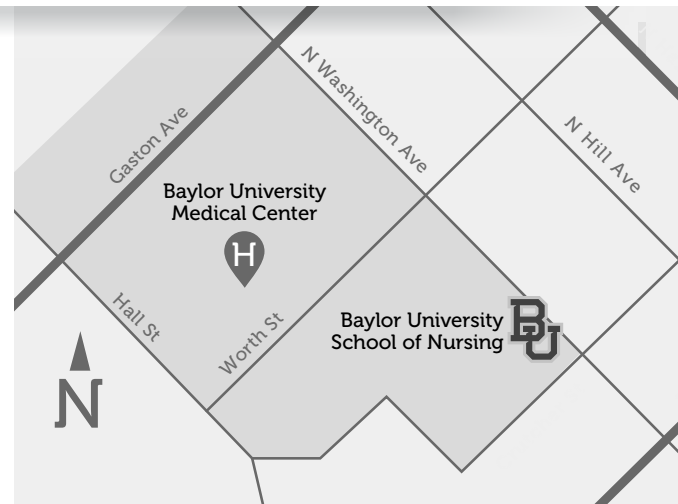 N Washington Ave
N Hill Ave
Gaston Ave
Baylor University
Medical Center
H
Hall St
Worth St
Baylor University
School of Nursing
BU
N